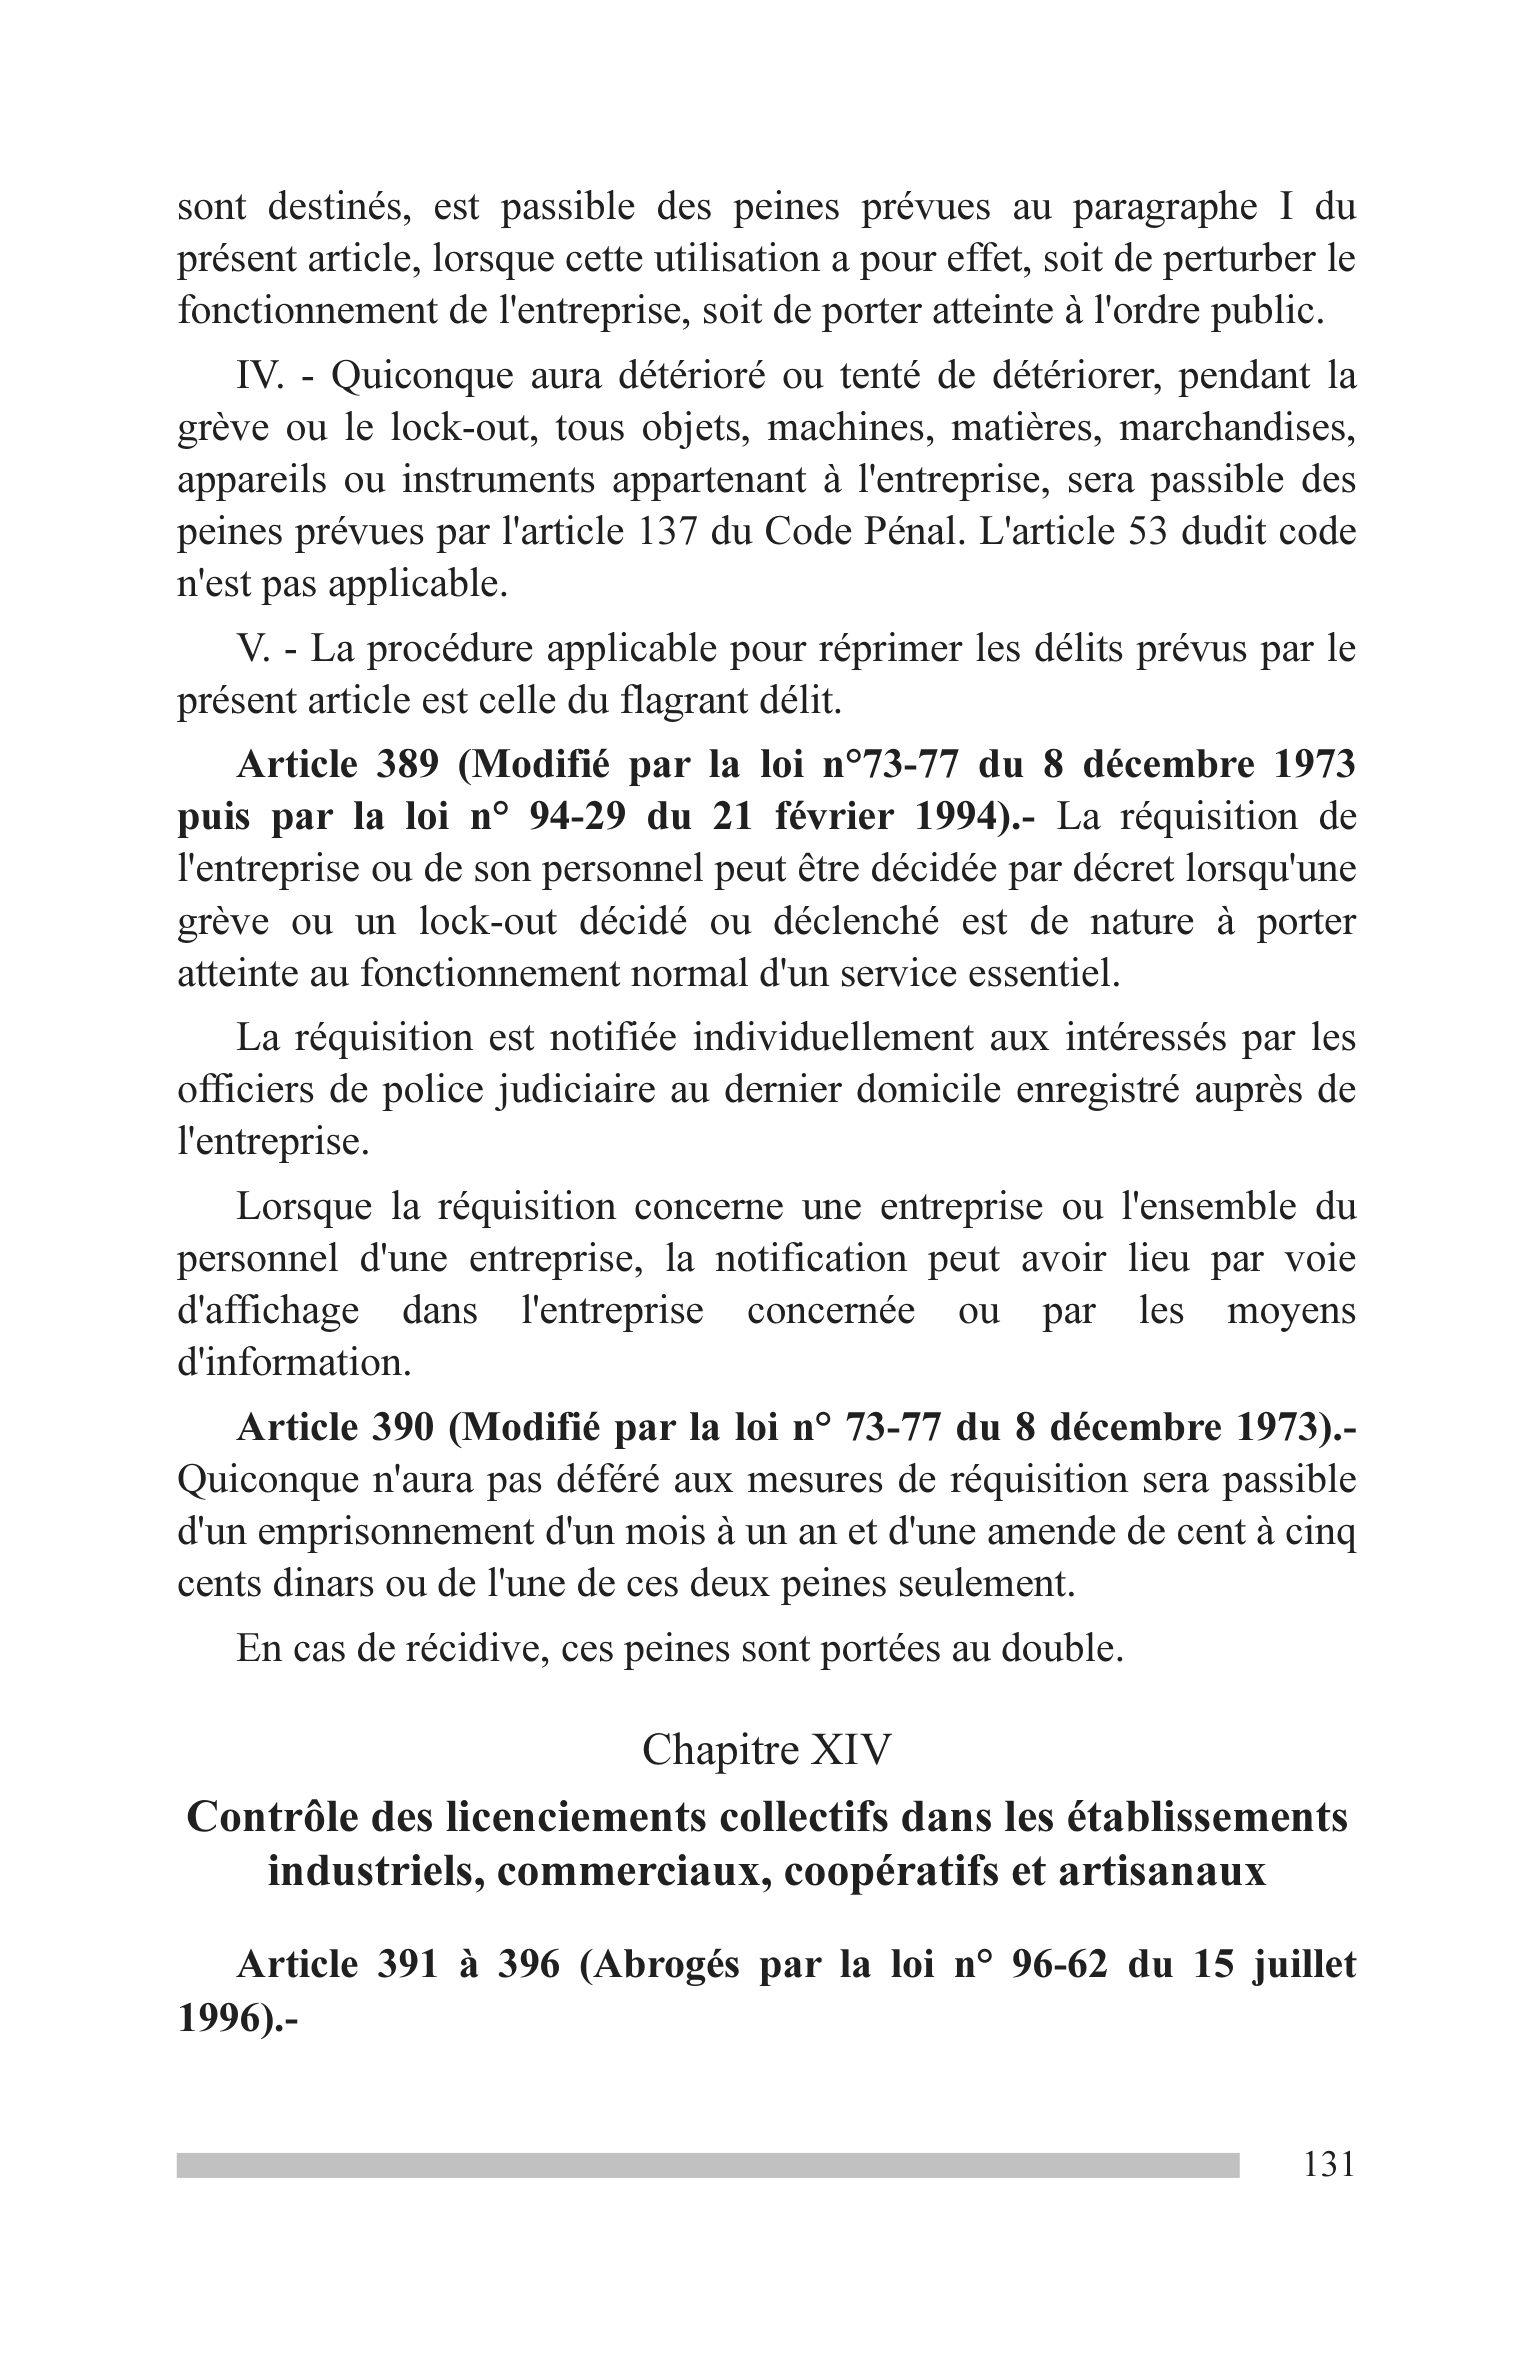 sont destinés, est passible des peines prévues au paragraphe I du
présent article, lorsque cette utilisation a pour effet, soit de perturber le
fonctionnement de l'entreprise, soit de porter atteinte à l'ordre public.
IV. - Quiconque aura détérioré ou tenté de détériorer, pendant la
grève ou le lock-out, tous objets, machines, matières, marchandises,
appareils ou instruments appartenant à l'entreprise, sera passible des
peines prévues par l'article 137 du Code Pénal. L'article 53 dudit code
n'est pas applicable.
V. - La procédure applicable pour réprimer les délits prévus par le
présent article est celle du flagrant délit.
Article 389 (Modifié par la loi n°73-77 du 8 décembre 1973
puis par la loi n° 94-29 du 21 février 1994).- La réquisition de
l'entreprise ou de son personnel peut être décidée par décret lorsqu'une
grève ou un lock-out décidé ou déclenché est de nature à porter
atteinte au fonctionnement normal d'un service essentiel.
La réquisition est notifiée individuellement aux intéressés par les
officiers de police judiciaire au dernier domicile enregistré auprès de
l'entreprise.
Lorsque la réquisition concerne une entreprise ou l'ensemble du
personnel d'une entreprise, la notification peut avoir lieu par voie
d'affichage dans l'entreprise concernée ou par les moyens
d'information.
Article 390 (Modifié par la loi n° 73-77 du 8 décembre 1973).-
Quiconque n'aura pas déféré aux mesures de réquisition sera passible
d'un emprisonnement d'un mois à un an et d'une amende de cent à cinq
cents dinars ou de l'une de ces deux peines seulement.
En cas de récidive, ces peines sont portées au double.
Chapitre XIV
Contrôle des licenciements collectifs dans les établissements
industriels, commerciaux, coopératifs et artisanaux
Article 391 à 396 (Abrogés par la loi n° 96-62 du 15 juillet
1996).-
131